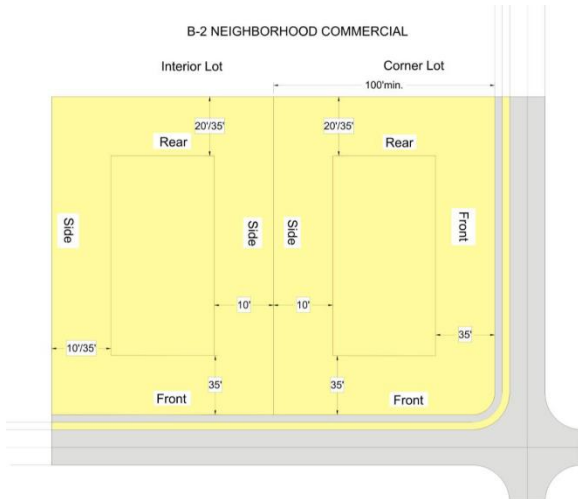 B-2 NEIGHBORHOOD COMMERCIAL
Interior Lot
Corner Lot
100'min.
20'/35'
20'/35'
Rear
Rear
Side
Side
Side
Front
10'
10'
35'
10'/35'
35'
35'
Front
Front